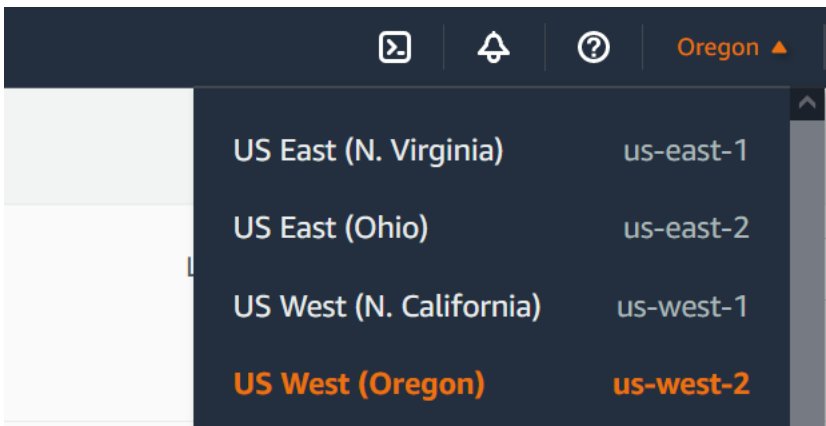 Oregon ▲
US East (N. Virginia) us-east-1
US East (Ohio) us-east-2
US West (N. California) us-west-1
US West (Oregon) us-west-2